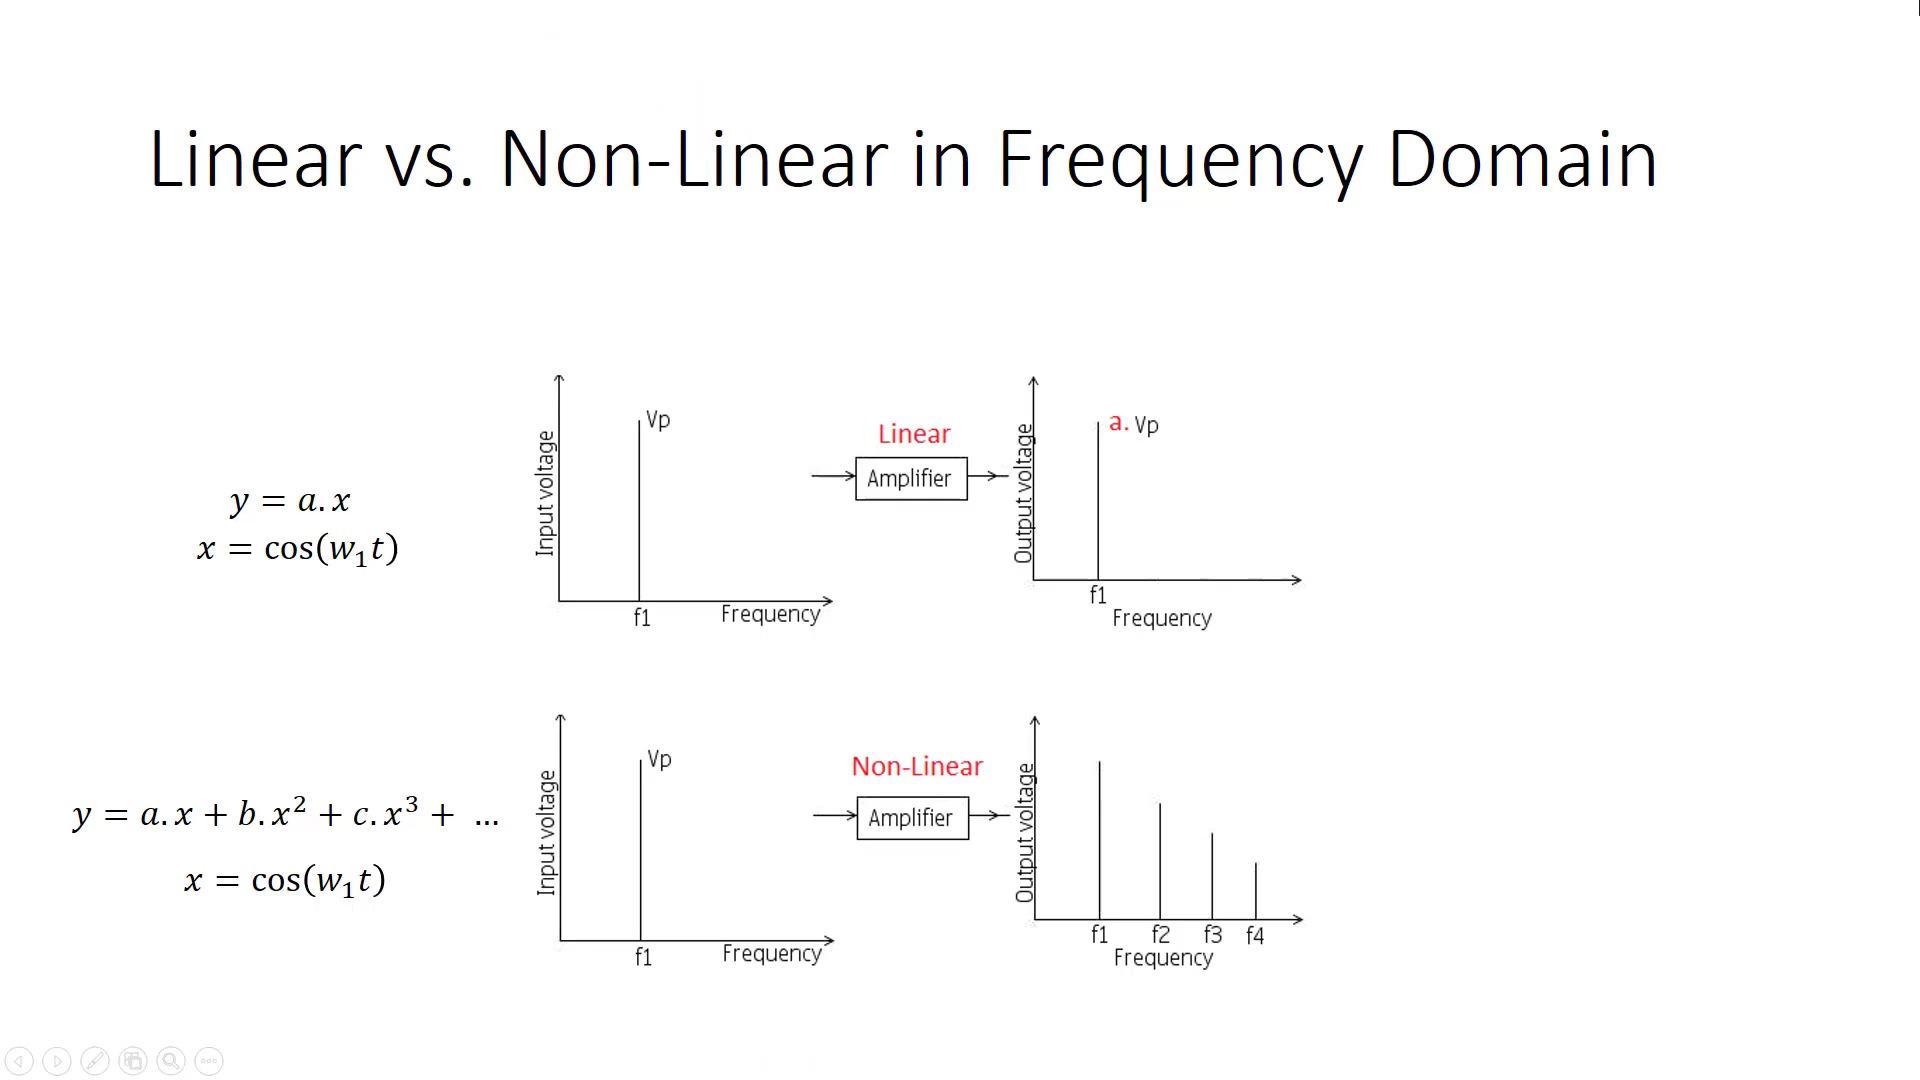 Linear vs. Non-Linear in Frequency Domain
y = a. x
x = cos(w₁t)
Input voltage
Vp
f1
Frequency
Linear
Amplifier
Output voltage
a. Vp
f1
Frequency
y = a. x + b. x² + c. x³ + ...
x = cos(w₁t)
Input voltage
Vp
f1
Frequency
Non-Linear
Amplifier
Output voltage
f1 f2 f3 f4
Frequency